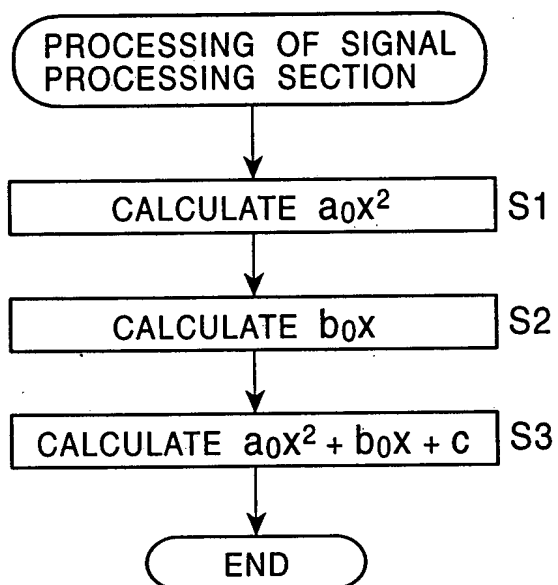 PROCESSING OF SIGNAL
PROCESSING SECTION
CALCULATE a₀x² S1
CALCULATE b₀x S2
CALCULATE a₀x² + b₀x + c S3
END